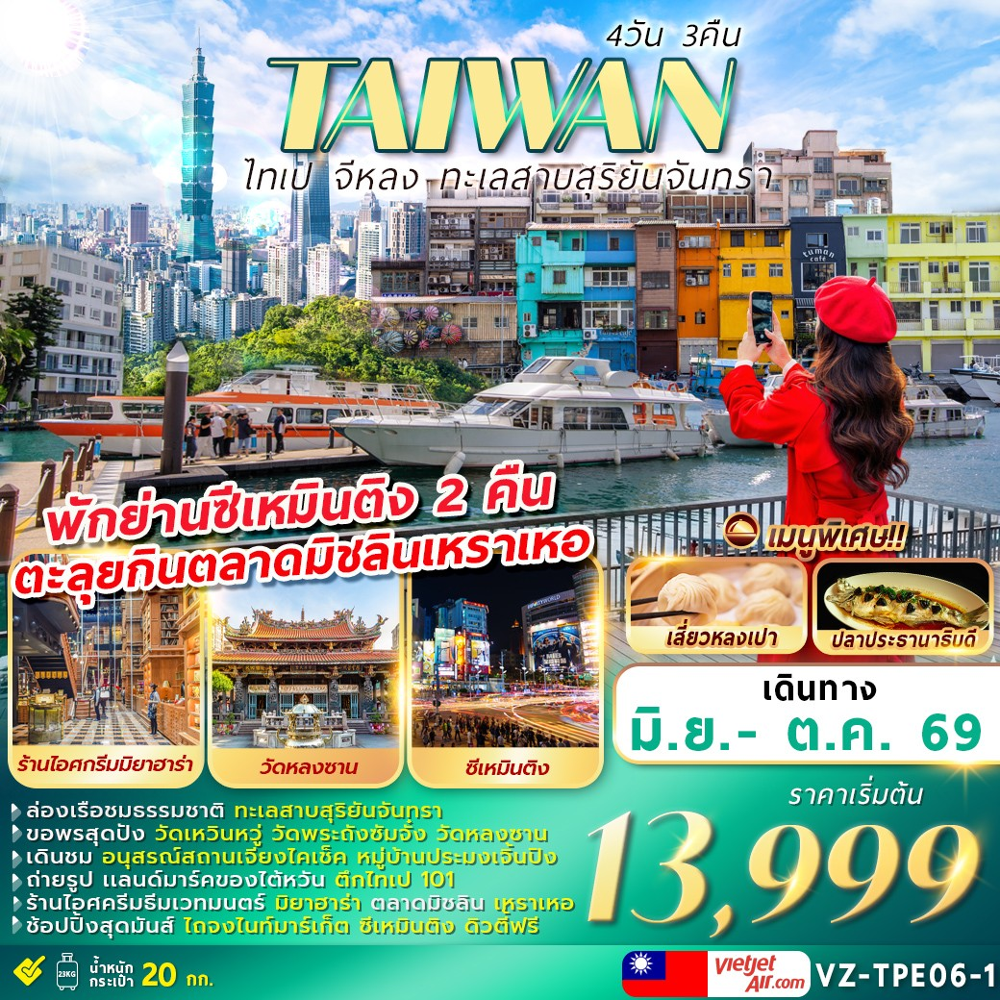 4วัน 3คืน
TAIWAN
ไทเป จีหลง ทะเลสาบสุริยันจันทรา
tuman
café
พักย่านซีเหมินติง 2 คืน
ตะลุยกินตลาดมิชลินเหราเหอ
เมนูพิเศษ!!
เสี่ยวหลงเปา
ปลาประธานาธิบดี
ร้านไอศกรีมมิยาฮาร่า
วัดหลงซาน
ซีเหมินติง
เดินทาง
มิ.ย.- ต.ค. 69
ราคาเริ่มต้น
13,999
ล่องเรือชมธรรมชาติ ทะเลสาบสุริยันจันทรา
ขอพรสุดปัง วัดเหวินหวู่ วัดพระถังซัมจั๋ง วัดหลงซาน
เดินชม อนุสรณ์สถานเจียงไคเช็ค หมู่บ้านประมงเจิ้นปิง
ถ่ายรูป แลนด์มาร์คของไต้หวัน ตึกไทเป 101
ร้านไอศครีมธีมเวทมนตร์ มิยาฮาร่า ตลาดมิชลิน เหราเหอ
ช้อปปิ้งสุดมันส์ ไถจงไนท์มาร์เก็ต ซีเหมินติง ดิวตี้ฟรี
23KG
น้ำหนัก
กระเป๋า 20 กก.
vietjet
Air.com
VZ-TPE06-1